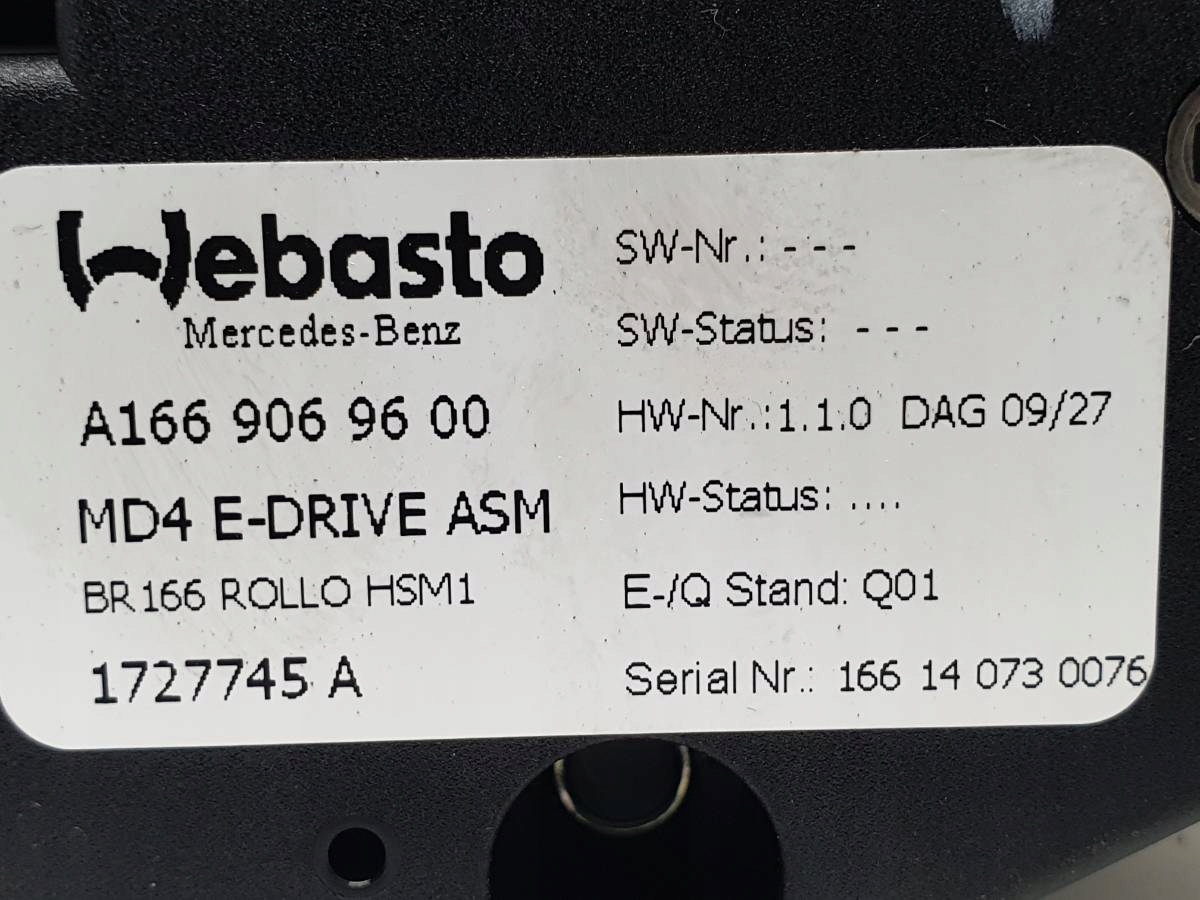 Webasto
Mercedes-Benz
A166 906 96 00
MD4 E-DRIVE ASM
BR166 ROLLO HSM1
1727745 A
SW-Nr.: - - -
SW-Status: - - -
HW-Nr.:1.1.0 DAG 09/27
HW-Status: ....
E-/Q Stand: Q01
Serial Nr.: 166 14 073 0076